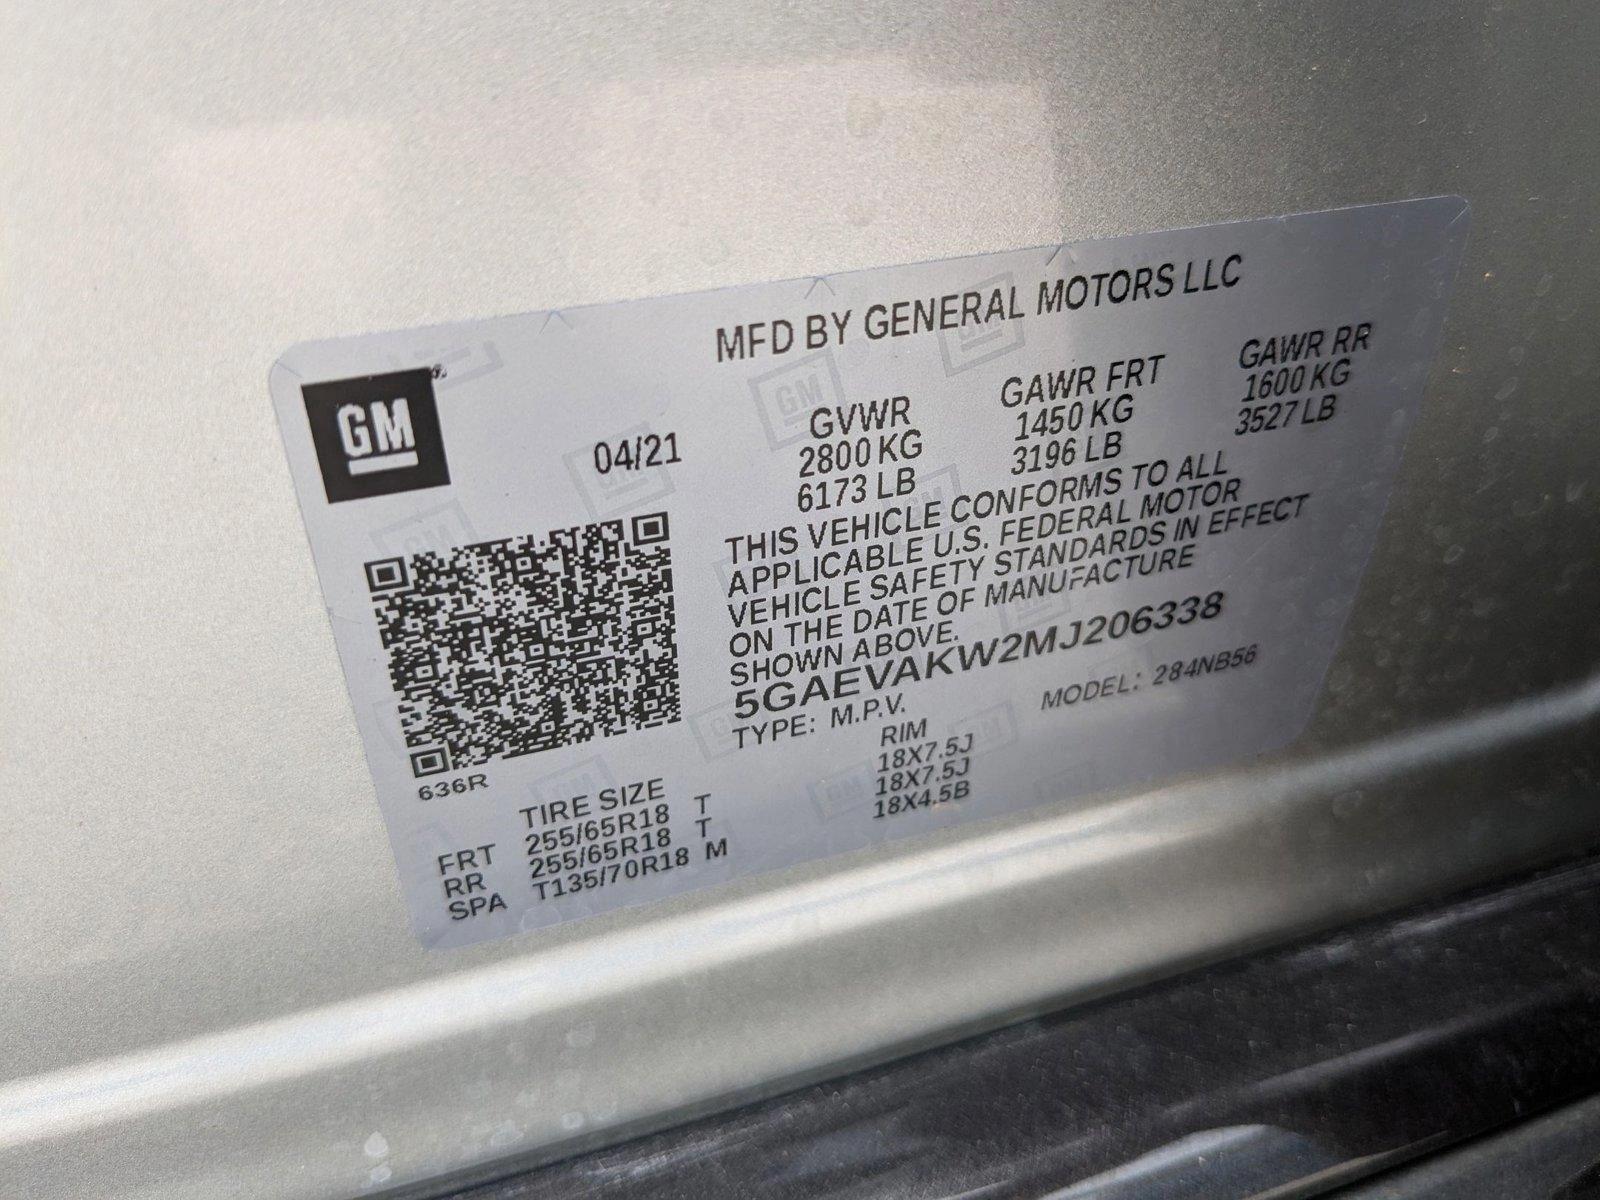 MFD BY GENERAL MOTORS LLC
GM®
04/21
GVWR GAWR FRT GAWR RR
2800 KG 1450 KG 1600 KG
6173 LB 3196 LB 3527 LB
THIS VEHICLE CONFORMS TO ALL
APPLICABLE U.S. FEDERAL MOTOR
VEHICLE SAFETY STANDARDS IN EFFECT
ON THE DATE OF MANUFACTURE
SHOWN ABOVE.
5GAEVAKW2MJ206338
TYPE: M.P.V. MODEL: 284NB56
636R
TIRE SIZE RIM
FRT 255/65R18 T 18X7.5J
RR 255/65R18 T 18X7.5J
SPA T135/70R18 M 18X4.5B